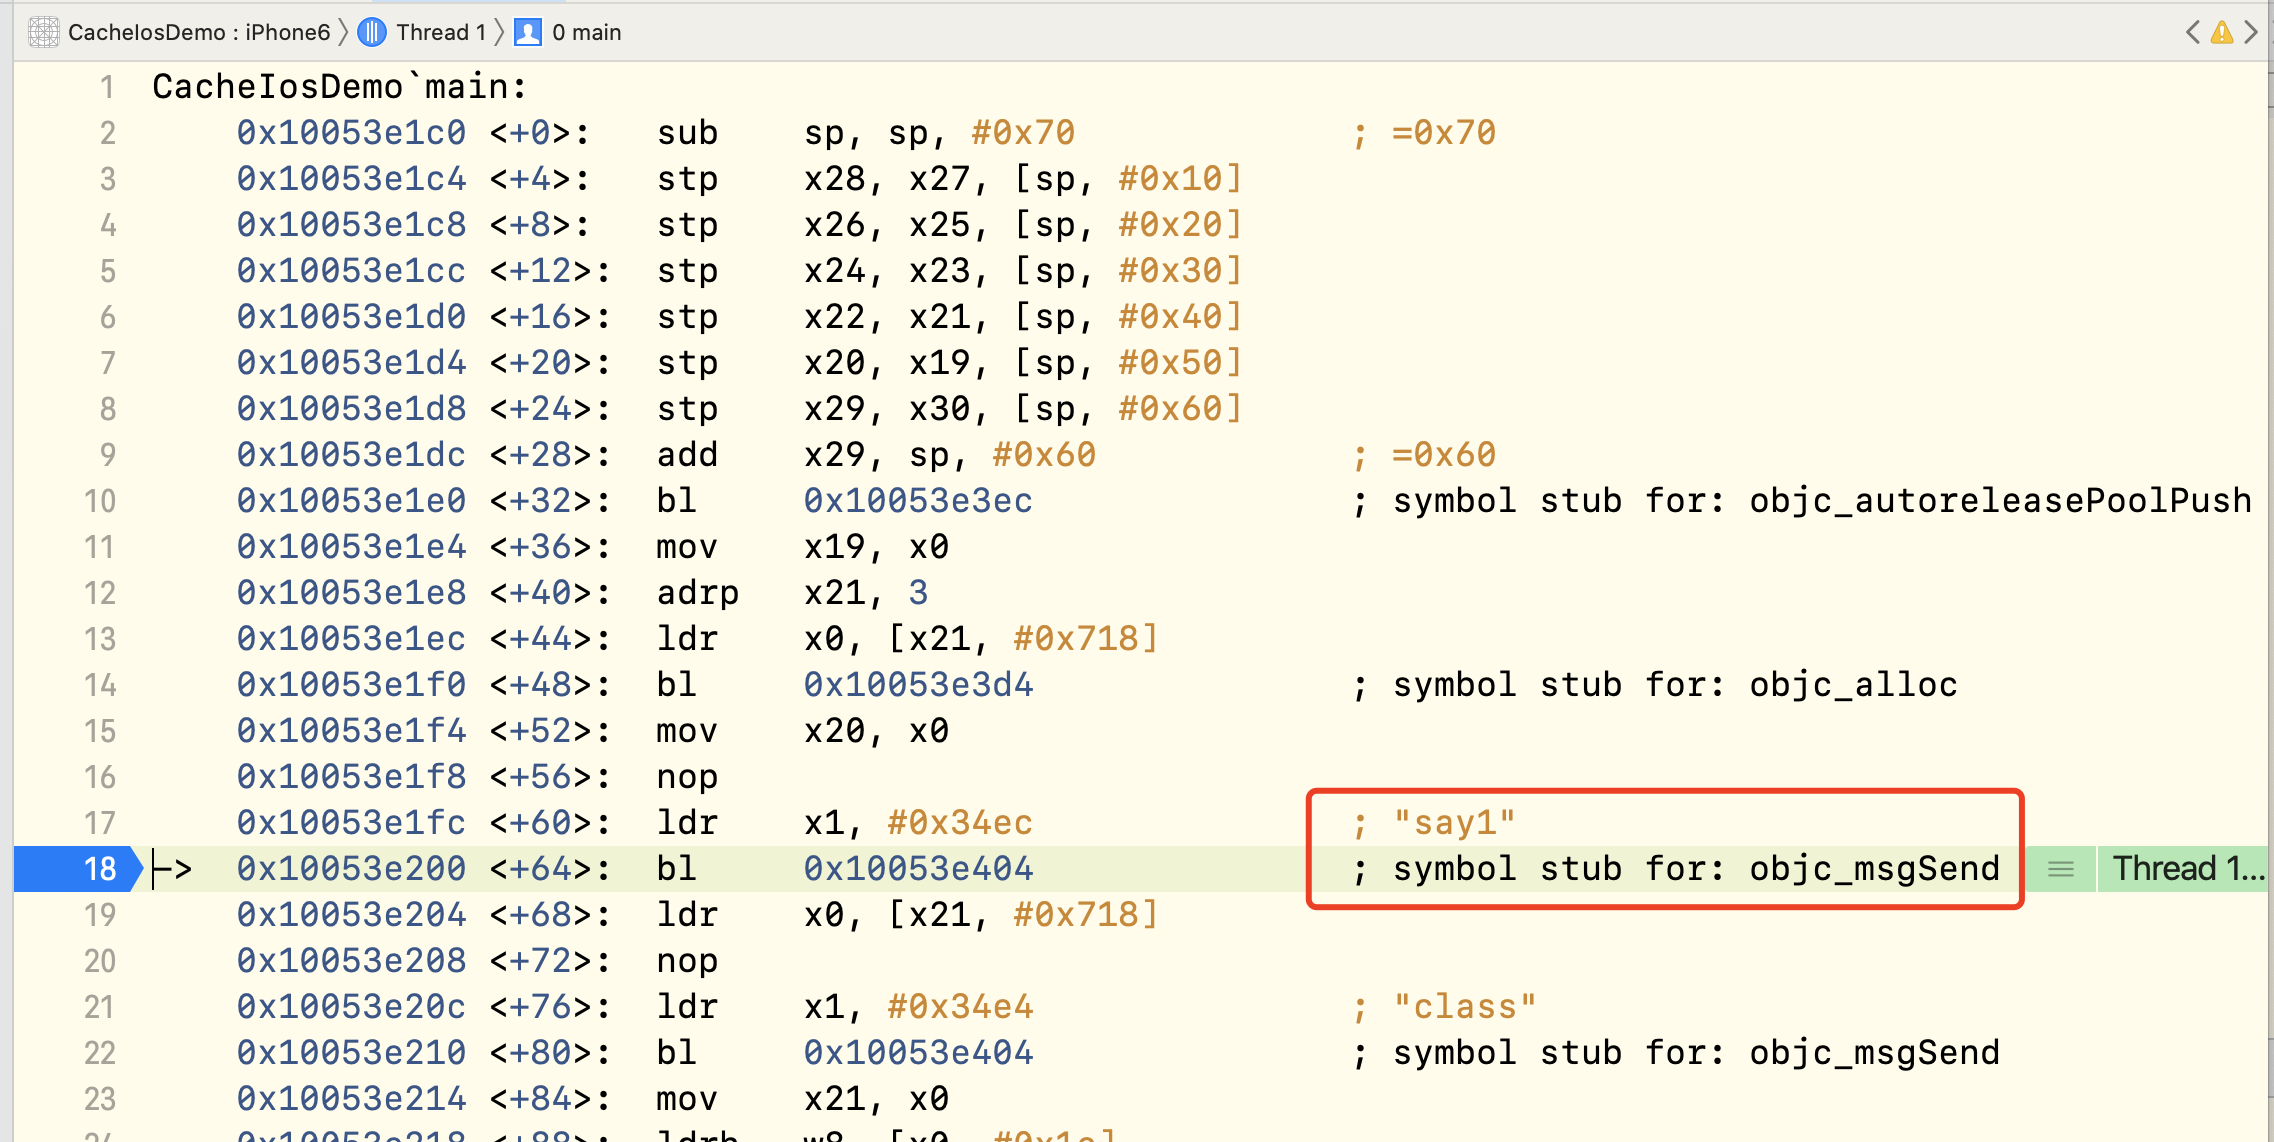 CacheIosDemo : iPhone6 〉 Thread 1 〉 0 main
1 CacheIosDemo`main:
2 0x10053e1c0 <+0>: sub sp, sp, #0x70 ; =0x70
3 0x10053e1c4 <+4>: stp x28, x27, [sp, #0x10]
4 0x10053e1c8 <+8>: stp x26, x25, [sp, #0x20]
5 0x10053e1cc <+12>: stp x24, x23, [sp, #0x30]
6 0x10053e1d0 <+16>: stp x22, x21, [sp, #0x40]
7 0x10053e1d4 <+20>: stp x20, x19, [sp, #0x50]
8 0x10053e1d8 <+24>: stp x29, x30, [sp, #0x60]
9 0x10053e1dc <+28>: add x29, sp, #0x60 ; =0x60
10 0x10053e1e0 <+32>: bl 0x10053e3ec ; symbol stub for: objc_autoreleasePoolPush
11 0x10053e1e4 <+36>: mov x19, x0
12 0x10053e1e8 <+40>: adrp x21, 3
13 0x10053e1ec <+44>: ldr x0, [x21, #0x718]
14 0x10053e1f0 <+48>: bl 0x10053e3d4 ; symbol stub for: objc_alloc
15 0x10053e1f4 <+52>: mov x20, x0
16 0x10053e1f8 <+56>: nop
17 0x10053e1fc <+60>: ldr x1, #0x34ec ; "say1"
18 -> 0x10053e200 <+64>: bl 0x10053e404 ; symbol stub for: objc_msgSend Thread 1...
19 0x10053e204 <+68>: ldr x0, [x21, #0x718]
20 0x10053e208 <+72>: nop
21 0x10053e20c <+76>: ldr x1, #0x34e4 ; "class"
22 0x10053e210 <+80>: bl 0x10053e404 ; symbol stub for: objc_msgSend
23 0x10053e214 <+84>: mov x21, x0